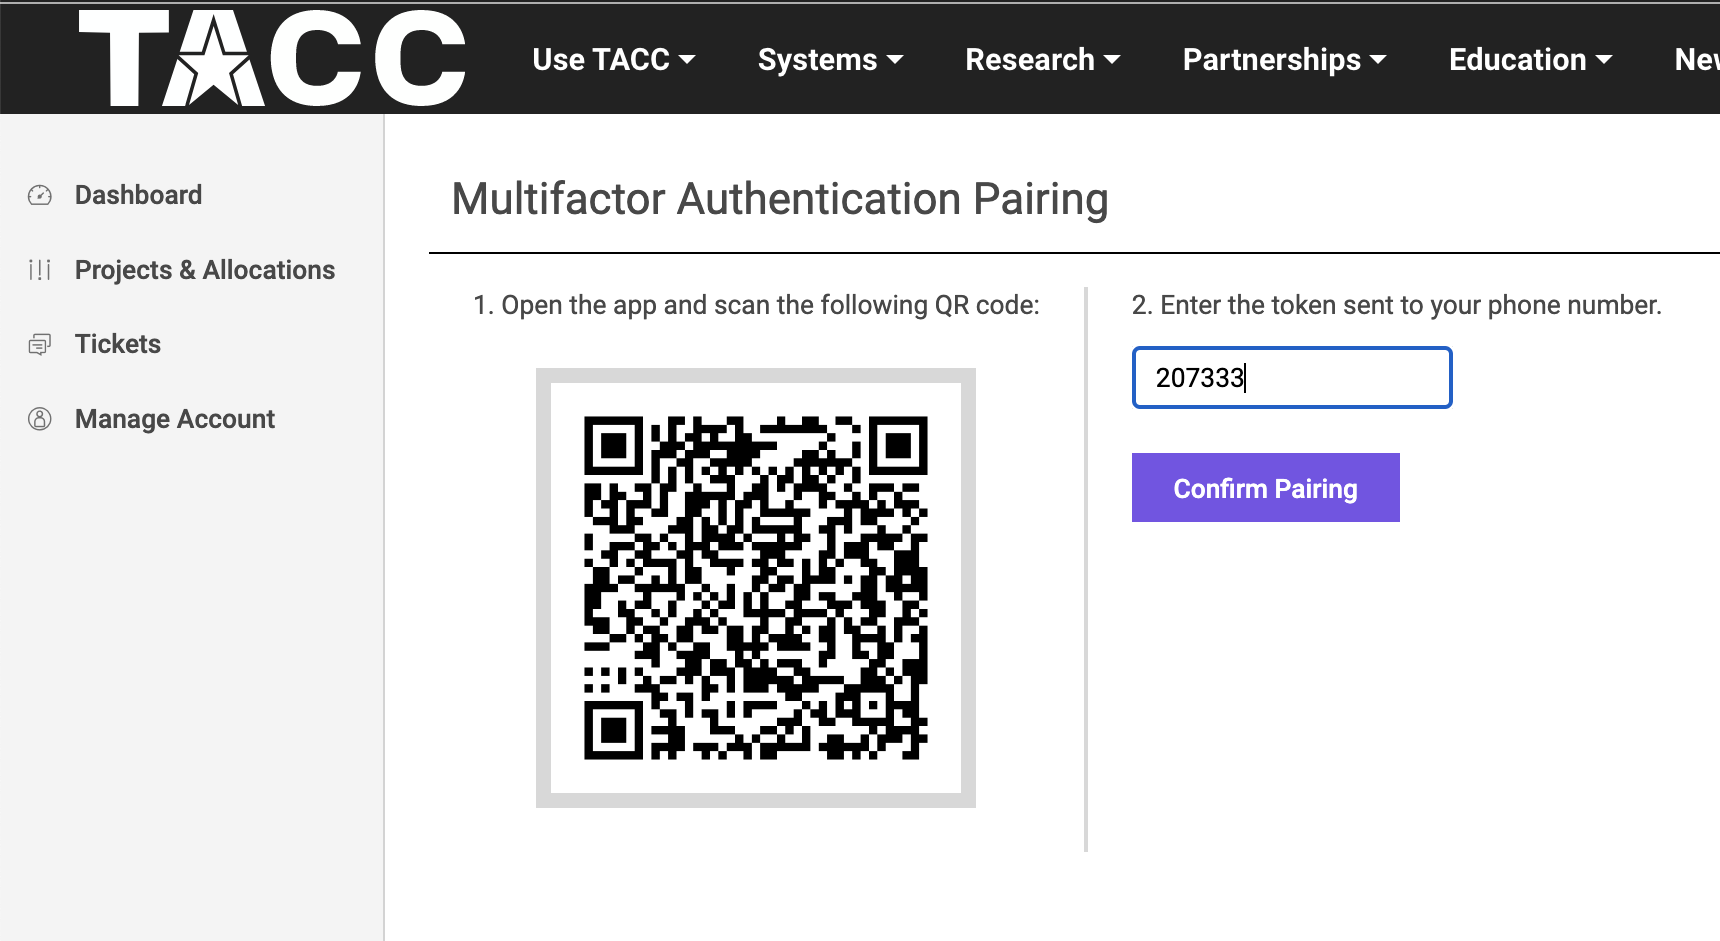 TACC
Use TACC
Systems
Research
Partnerships
Education
Dashboard
Projects & Allocations
Tickets
Manage Account
Multifactor Authentication Pairing
1. Open the app and scan the following QR code:
2. Enter the token sent to your phone number.
207333
Confirm Pairing